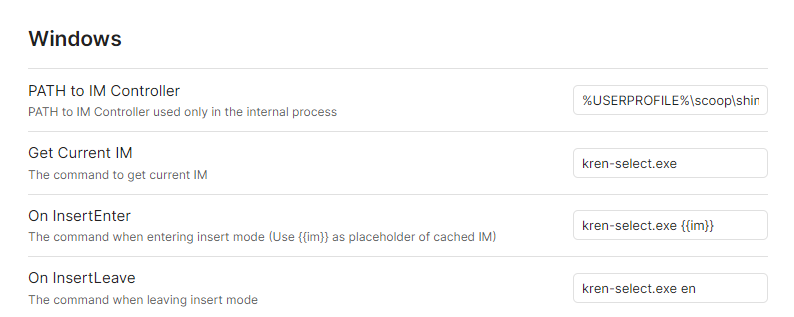 Windows
PATH to IM Controller
PATH to IM Controller used only in the internal process
%USERPROFILE%\scoop\shin
Get Current IM
The command to get current IM
kren-select.exe
On InsertEnter
The command when entering insert mode (Use {{im}} as placeholder of cached IM)
kren-select.exe {{im}}
On InsertLeave
The command when leaving insert mode
kren-select.exe en